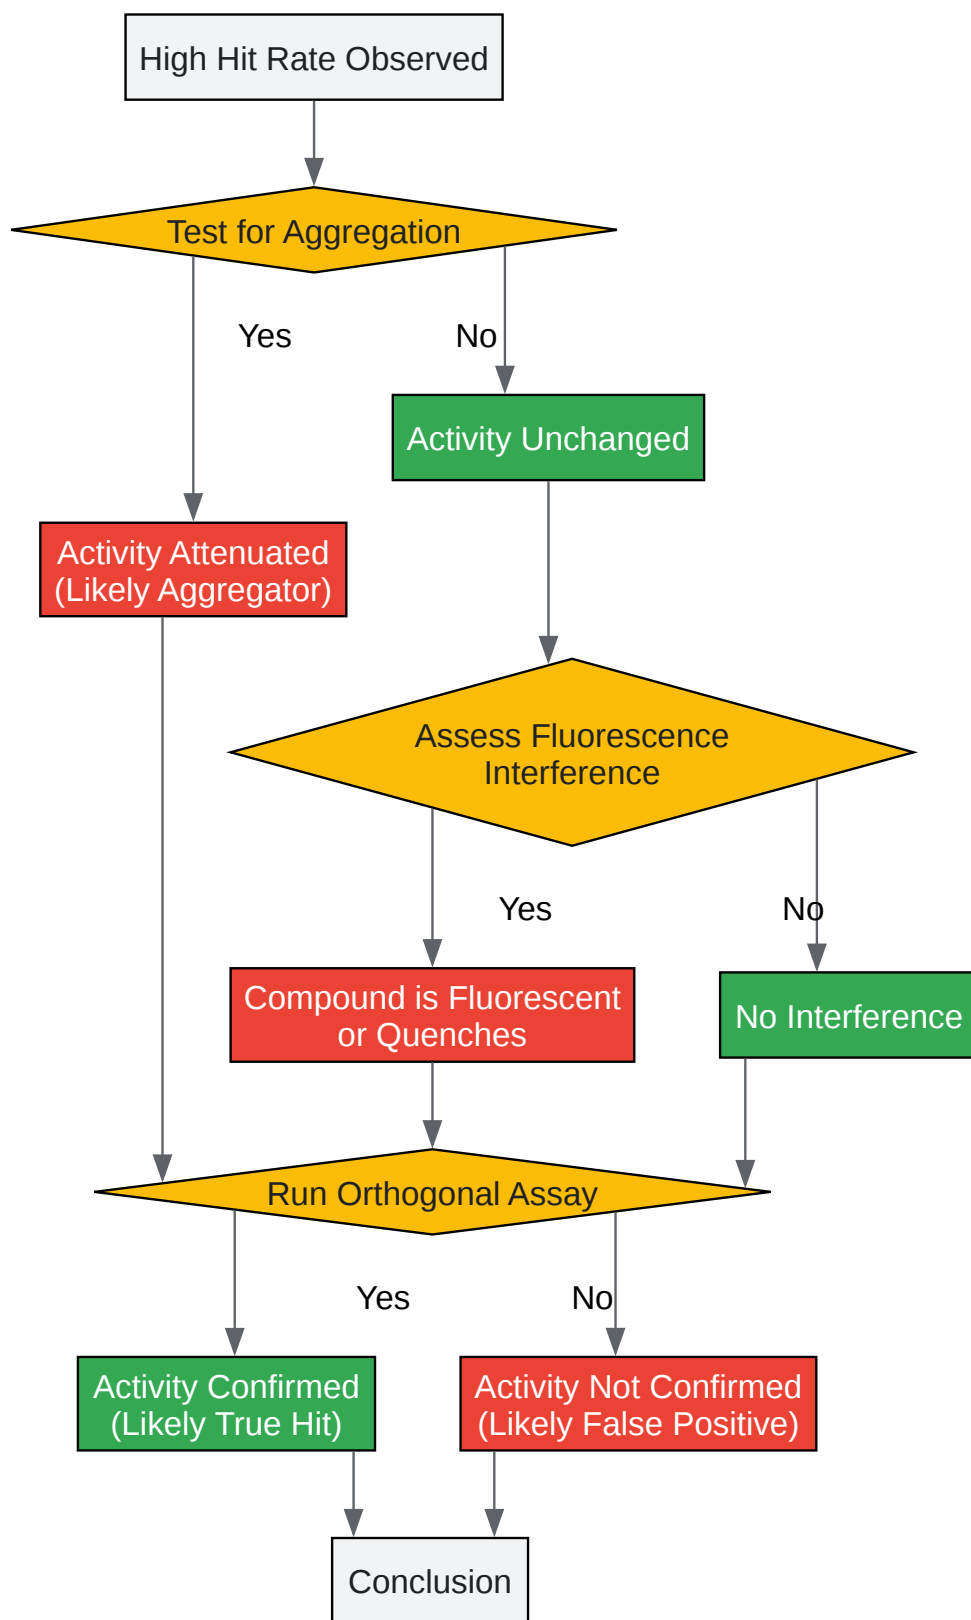 High Hit Rate Observed
Test for Aggregation
Yes
No
Activity Unchanged
Activity Attenuated
(Likely Aggregator)
Assess Fluorescence
Interference
Yes
No
Compound is Fluorescent
or Quenches
No Interference
Run Orthogonal Assay
Yes
No
Activity Confirmed
(Likely True Hit)
Activity Not Confirmed
(Likely False Positive)
Conclusion